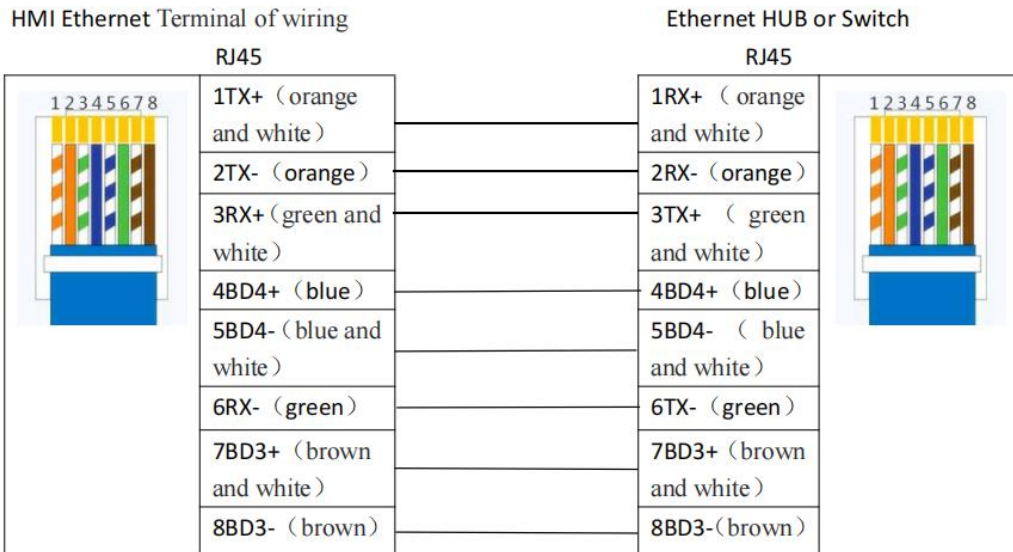 HMI Ethernet Terminal of wiring
Ethernet HUB or Switch
RJ45
RJ45
12345678
1TX+（orange
and white）
2TX-（orange）
3RX+（green and
white）
4BD4+（blue）
5BD4-（blue and
white）
6RX-（green）
7BD3+（brown
and white）
8BD3-（brown）
1RX+ （ orange
and white）
2RX-（orange）
3TX+ （ green
and white）
4BD4+（blue）
5BD4- （ blue
and white）
6TX-（green）
7BD3+（brown
and white）
8BD3-（brown）
12345678